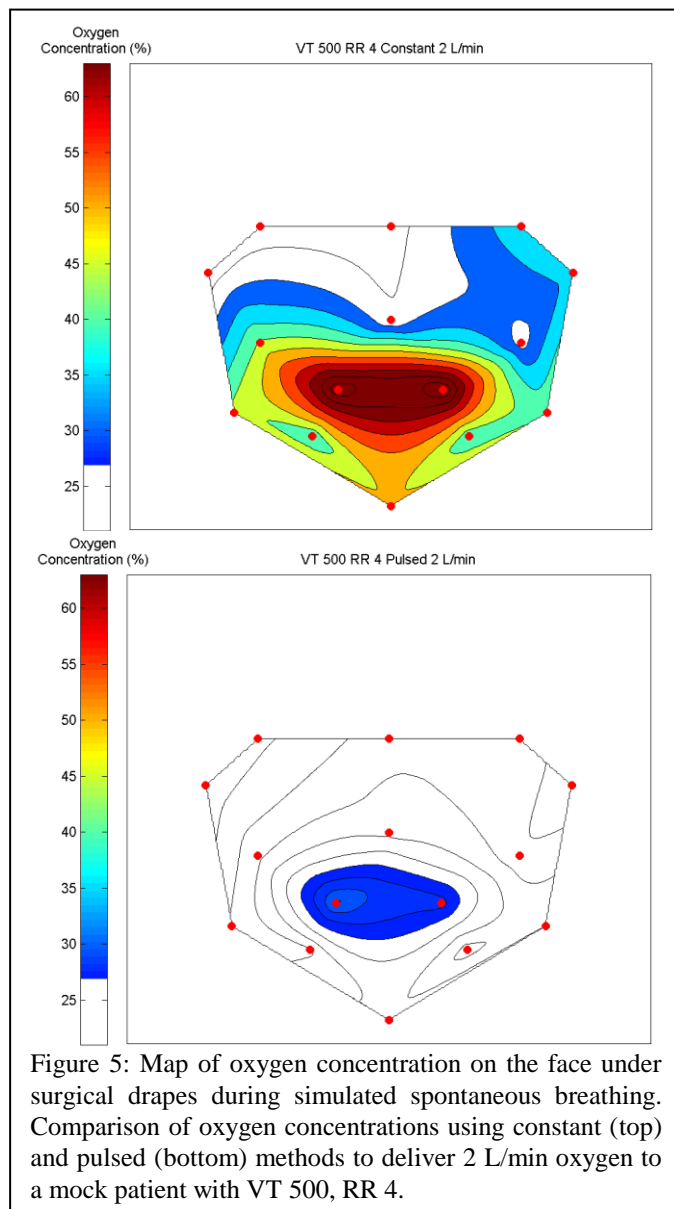 Oxygen
Concentration (%)
VT 500 RR 4 Constant 2 L/min
60
55
50
45
40
35
30
25
Oxygen
Concentration (%)
VT 500 RR 4 Pulsed 2 L/min
60
55
50
45
40
35
30
25
Figure 5: Map of oxygen concentration on the face under
surgical drapes during simulated spontaneous breathing.
Comparison of oxygen concentrations using constant (top)
and pulsed (bottom) methods to deliver 2 L/min oxygen to
a mock patient with VT 500, RR 4.